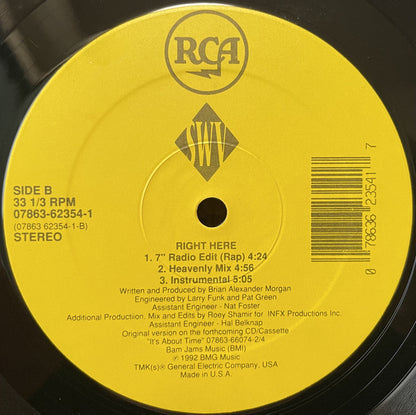 RCA
SWV
SIDE B
33 1/3 RPM
07863-62354-1
(07863 62354-1-B)
STEREO
RIGHT HERE
1. 7" Radio Edit (Rap) 4:24
2. Heavenly Mix 4:56
3. Instrumental 5:05
Written and Produced by Brian Alexander Morgan
Engineered by Larry Funk and Pat Green
Assistant Engineer - Nat Foster
Additional Production, Mix and Edits by Roey Shamir for INFX Productions Inc.
Assistant Engineer - Hal Belknap
Original version on the forthcoming CD/Cassette
"It's About Time" 07863-66074-2/4
Bam Jams Music (BMI)
℗ 1992 BMG Music
TMK(s) ® General Electric Company, USA
Made in U.S.A.
0 78636 23541 7